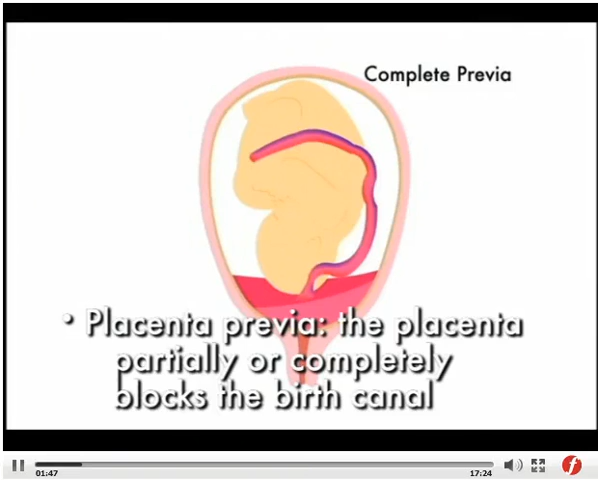 Complete Previa
• Placenta previa: the placenta
partially or completely
blocks the birth canal
01:47
17:24
f